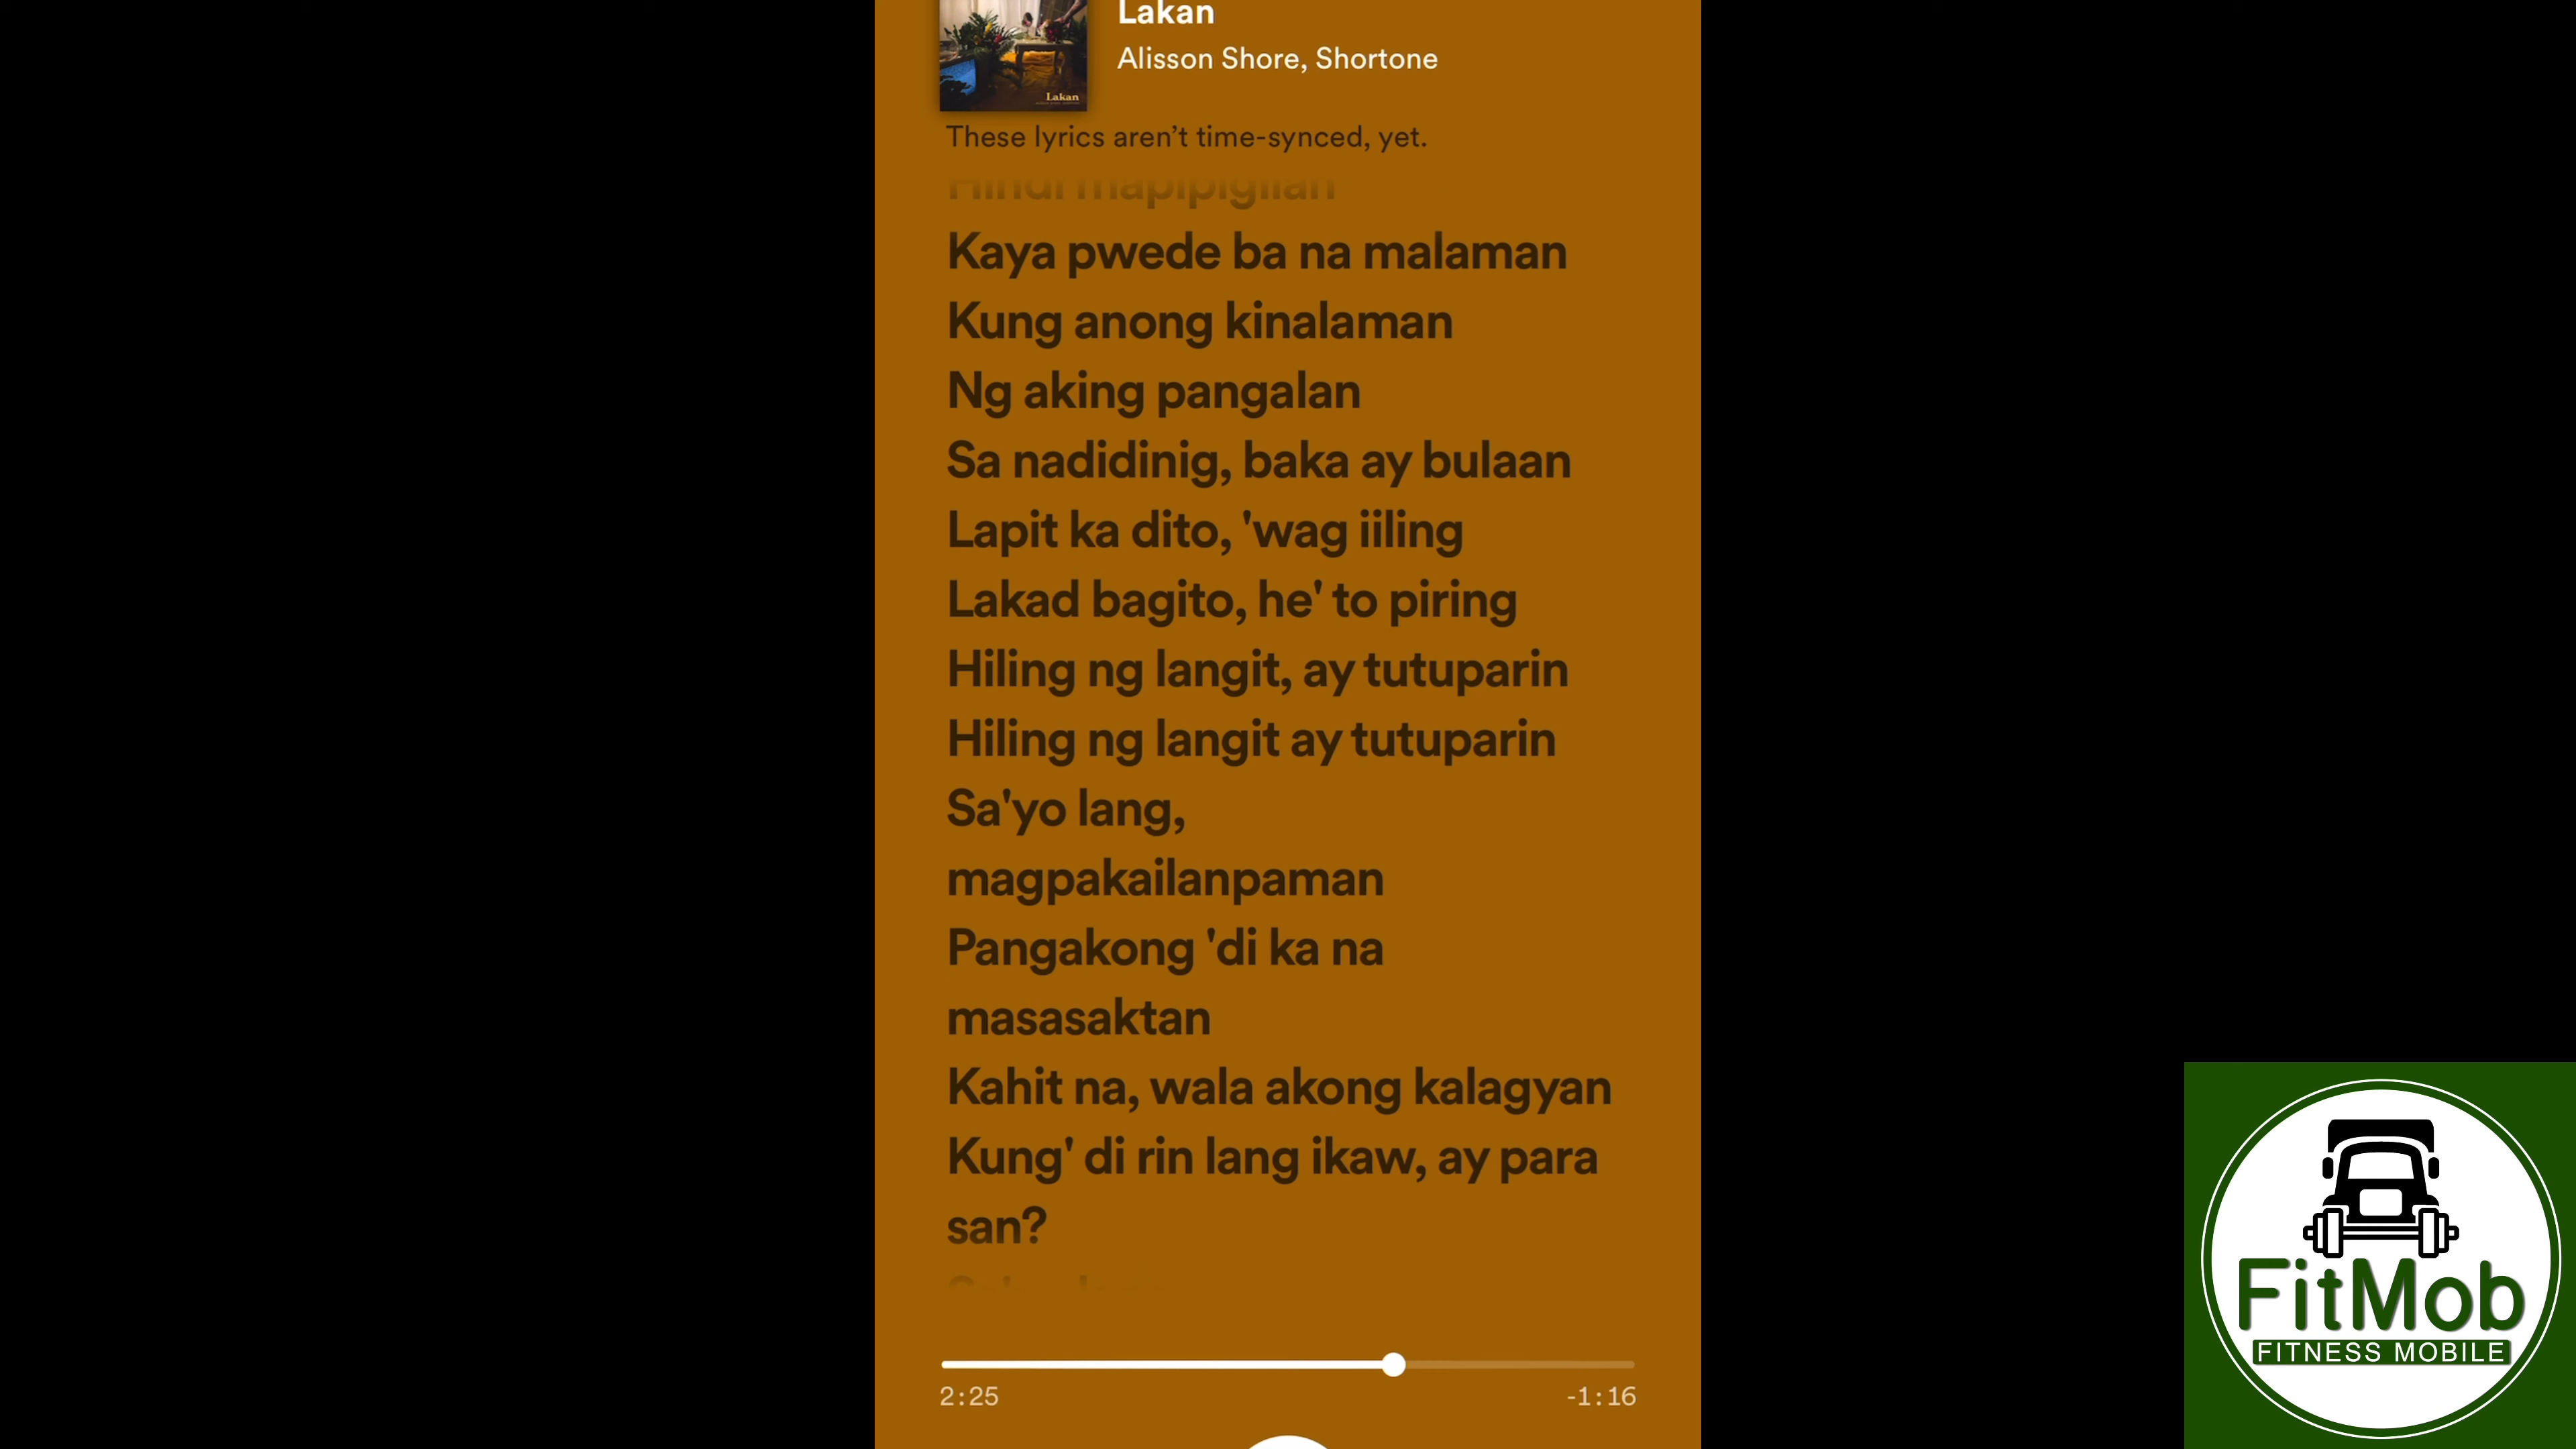 Lakan
Alisson Shore, Shortone
Lakan
These lyrics aren't time-synced, yet.
Hindi mapipigilan
Kaya pwede ba na malaman
Kung anong kinalaman
Ng aking pangalan
Sa nadidinig, baka ay bulaan
Lapit ka dito, 'wag iiling
Lakad bagito, he' to piring
Hiling ng langit, ay tutuparin
Hiling ng langit ay tutuparin
Sa'yo lang,
magpakailanpaman
Pangakong 'di ka na
masasaktan
Kahit na, wala akong kalagyan
Kung' di rin lang ikaw, ay para
san?
2:25
-1:16
FitMob
FITNESS MOBILE